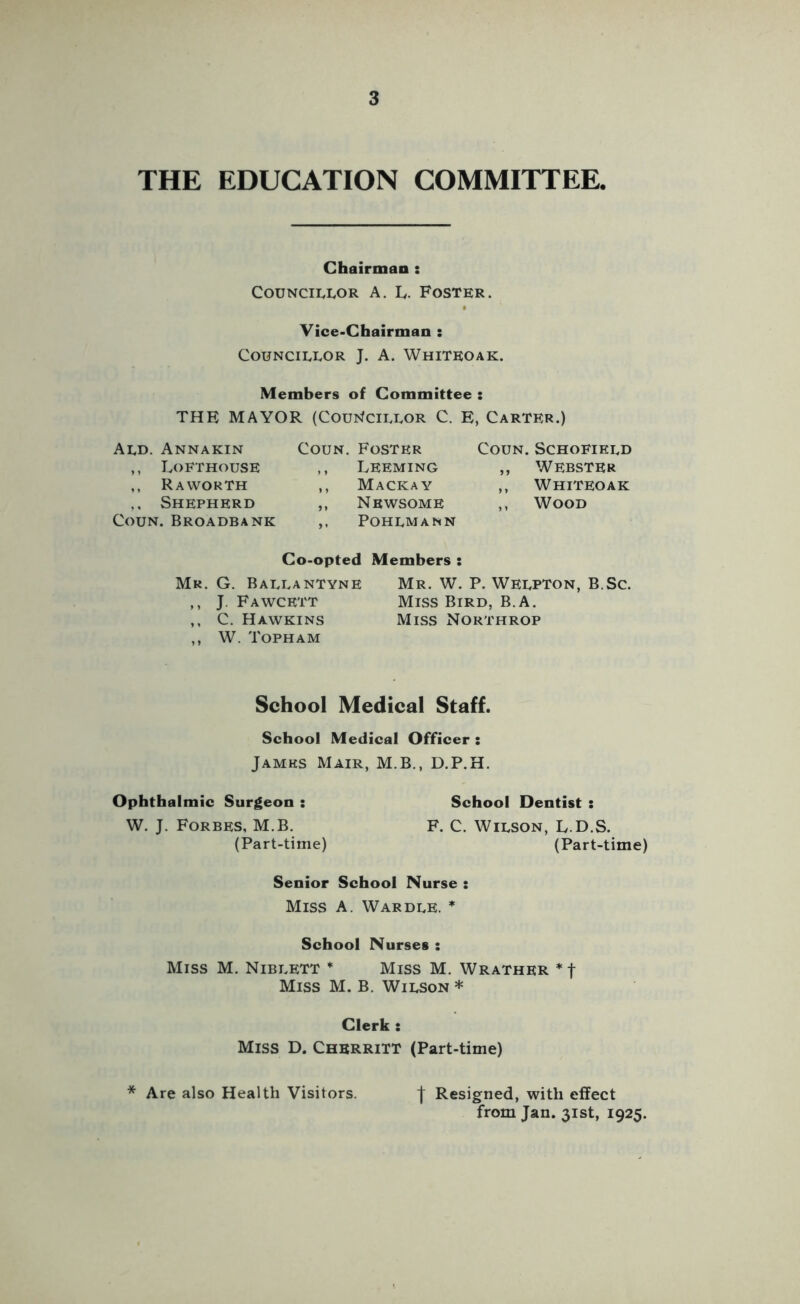 3
THE EDUCATION COMMITTEE.
Chairman :
COUNCILLOR A. L. FOSTER.
Vice-Chairman :
COUNCILLOR J. A. WHITEOAK.
Members of Committee :
THE MAYOR (COUNCILLOR C. E, CARTER.)
ALD. ANNAKIN COUN. FOSTER COUN. SCHOFIELD
,, LOFTHOUSE ,, LEEMING ,, WEBSTER
,, RAWORTH ,, MACKAY ,, WHITEOAK
,, SHEPHERD ,, NEWSOME ,, WOOD
COUN. BROADBANK ,, POHLMANN
Co-opted Members :
MR. G. BALLANTYNE MR. W. P. WELPTON, B.SC.
,, J. FAWCETT MISS BIRD, B.A.
,, C. HAWKINS MISS NORTHROP
,, W. TOPHAM
School Medical Staff.
School Medical Officer :
JAMES MAIR, M.B., D.P.H.
Ophthalmic Surgeon : School Dentist :
W. J. FORBES, M.B. F. C. WILSON, L.D.S.
(Part-time) (Part-time)
Senior School Nurse :
MISS A. WARDLE. *
School Nurses :
MISS M. NIBLETT * MISS M. WRATHER * †
MISS M. B. WILSON *
Clerk :
MISS D. CHERRITT (Part-time)
* Are also Health Visitors. † Resigned, with effect
from Jan. 31st, 1925.